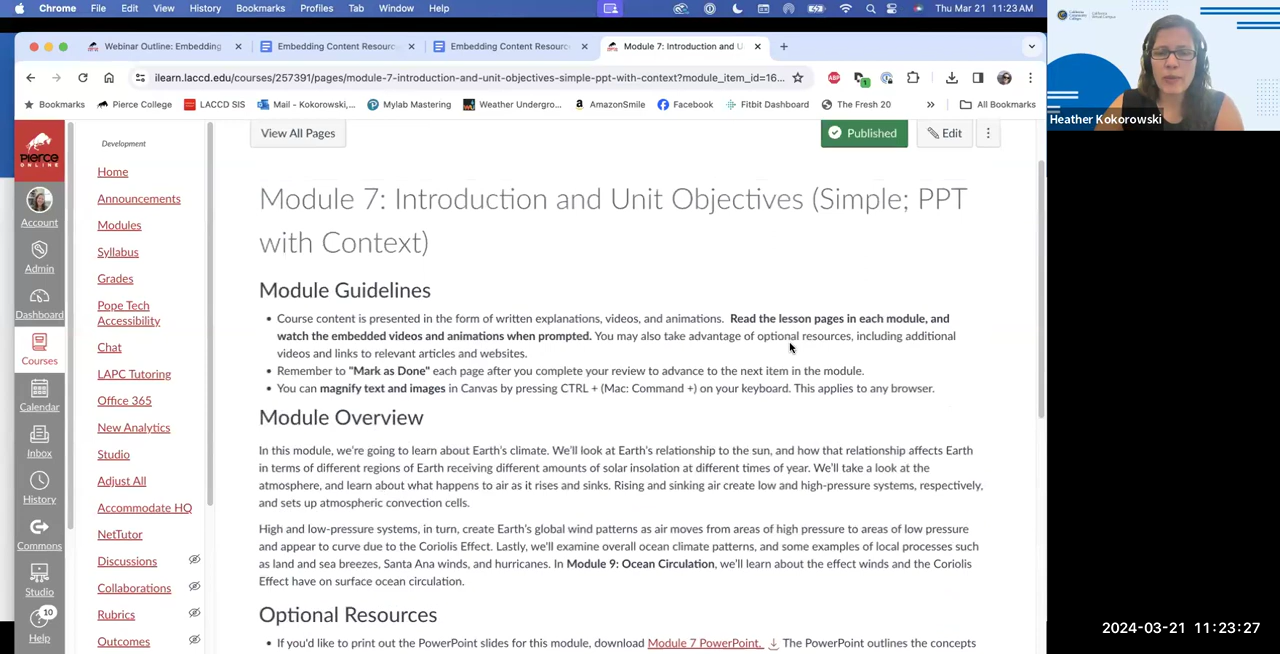 Chrome File Edit View History Bookmarks Profiles Tab Window Help Thu Mar 21 11:23 AM
Webinar Outline: Embedding
Embedding Content Resourc
Embedding Content Resourc
Module 7: Introduction and U
ilearn.laccd.edu/courses/257391/pages/module-7-introduction-and-unit-objectives-simple-ppt-with-context?module_item_id=16...
Bookmarks Pierce College LACCD SIS Mail - Kokorowski,... Mylab Mastering Weather Undergro... AmazonSmile Facebook Fitbit Dashboard The Fresh 20 » All Bookmarks
PIERCE
ONLINE
Account
Admin
Dashboard
Courses
Calendar
Inbox
History
Commons
Studio
10
Help
Development
Home
Announcements
Modules
Syllabus
Grades
Pope Tech
Accessibility
Chat
LAPC Tutoring
Office 365
New Analytics
Studio
Adjust All
Accommodate HQ
NetTutor
Discussions
Collaborations
Rubrics
Outcomes
View All Pages
Published
Edit
Module 7: Introduction and Unit Objectives (Simple; PPT
with Context)
Module Guidelines
• Course content is presented in the form of written explanations, videos, and animations. Read the lesson pages in each module, and
watch the embedded videos and animations when prompted. You may also take advantage of optional resources, including additional
videos and links to relevant articles and websites.
• Remember to "Mark as Done" each page after you complete your review to advance to the next item in the module.
• You can magnify text and images in Canvas by pressing CTRL + (Mac: Command +) on your keyboard. This applies to any browser.
Module Overview
In this module, we're going to learn about Earth's climate. We'll look at Earth's relationship to the sun, and how that relationship affects Earth
in terms of different regions of Earth receiving different amounts of solar insolation at different times of year. We'll take a look at the
atmosphere, and learn about what happens to air as it rises and sinks. Rising and sinking air create low and high-pressure systems, respectively,
and sets up atmospheric convection cells.
High and low-pressure systems, in turn, create Earth's global wind patterns as air moves from areas of high pressure to areas of low pressure
and appear to curve due to the Coriolis Effect. Lastly, we'll examine overall ocean climate patterns, and some examples of local processes such
as land and sea breezes, Santa Ana winds, and hurricanes. In Module 9: Ocean Circulation, we'll learn about the effect winds and the Coriolis
Effect have on surface ocean circulation.
Optional Resources
• If you'd like to print out the PowerPoint slides for this module, download Module 7 PowerPoint. The PowerPoint outlines the concepts
Heather Kokorowski
2024-03-21 11:23:27